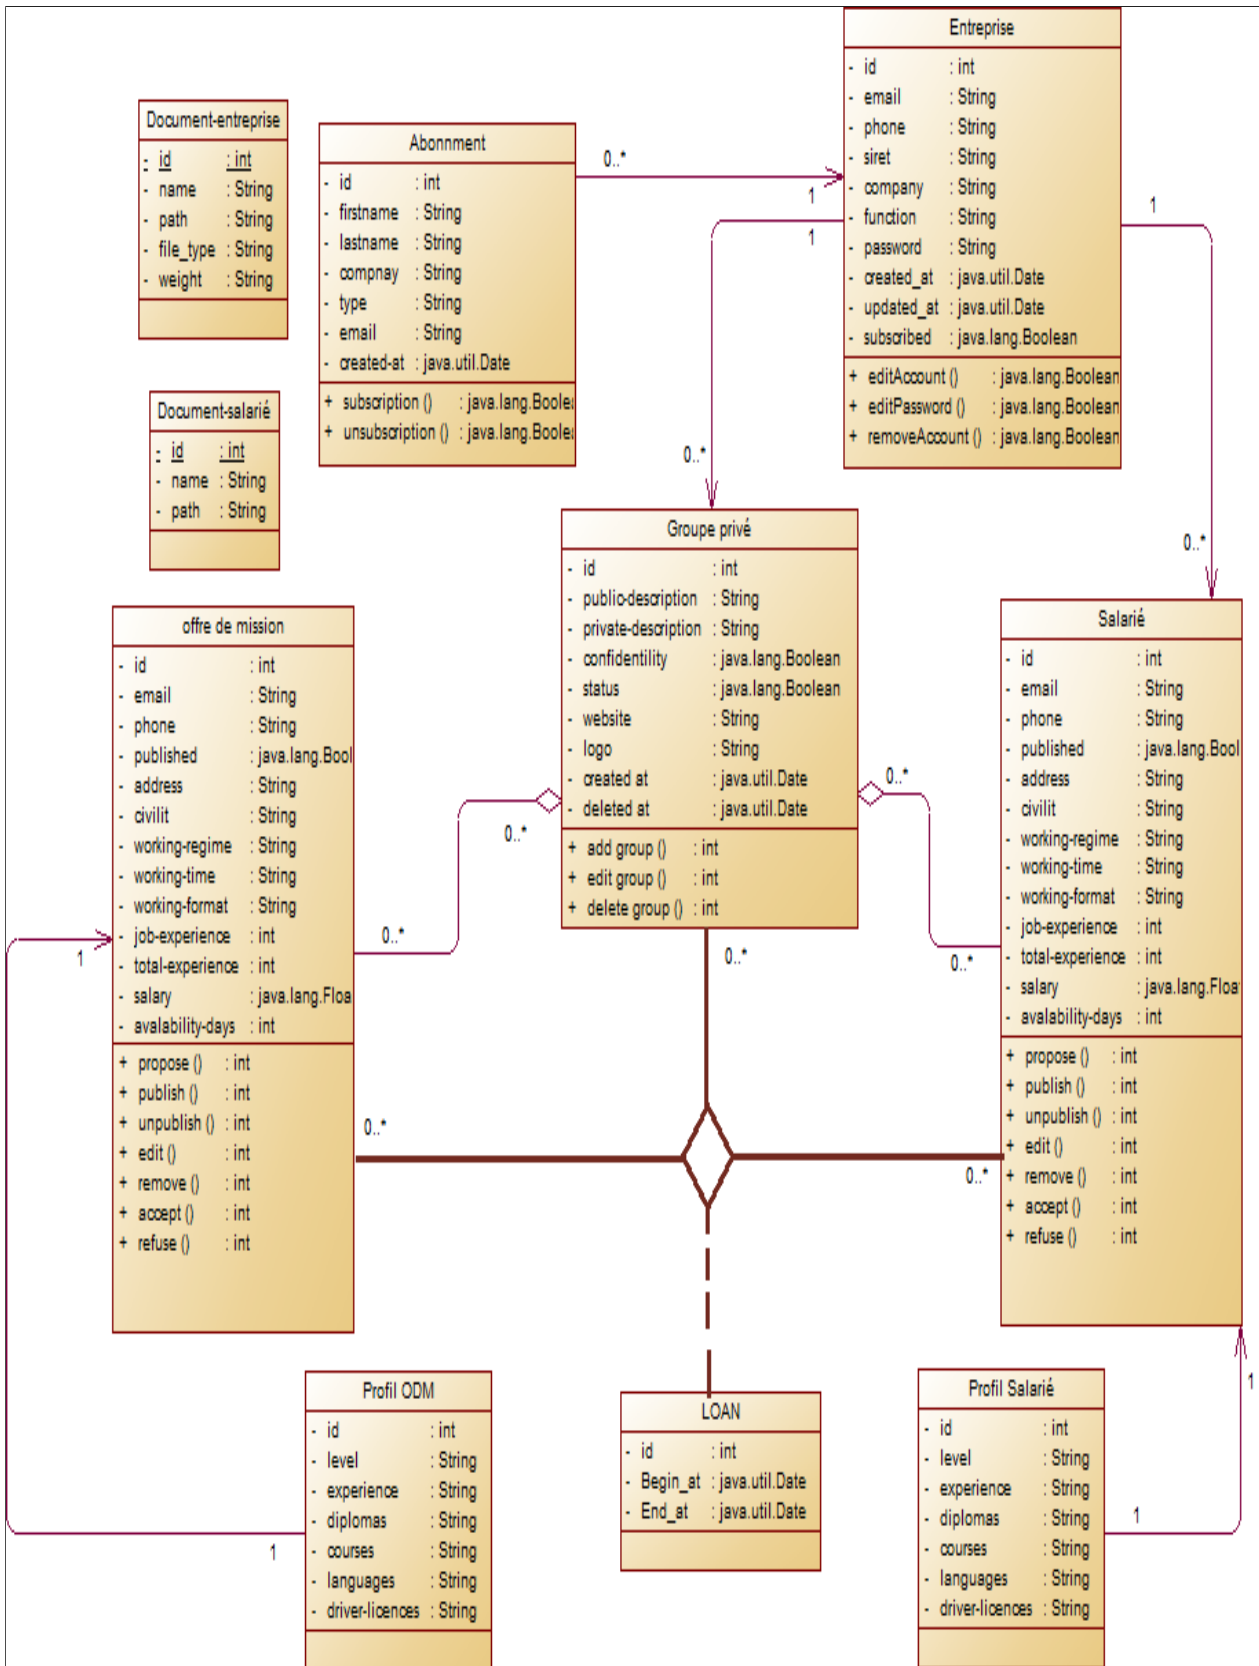 Entreprise
- id : int
- email : String
- phone : String
- siret : String
- company : String
- function : String
- password : String
- created_at : java.util.Date
- updated_at : java.util.Date
- subscribed : java.lang.Boolean
+ editAccount () : java.lang.Boolean
+ editPassword () : java.lang.Boolean
+ removeAccount () : java.lang.Boolean
Document-entreprise
- id : int
- name : String
- path : String
- file_type : String
- weight : String
Abonnment
- id : int
- firstname : String
- lastname : String
- compnay : String
- type : String
- email : String
- created-at : java.util.Date
+ subscription () : java.lang.Boolea
+ unsubscription () : java.lang.Boolea
0..*
1
1
1
0..*
0..*
Document-salarié
- id : int
- name : String
- path : String
Groupe privé
- id : int
- public-description : String
- private-description : String
- confidentility : java.lang.Boolean
- status : java.lang.Boolean
- website : String
- logo : String
- created at : java.util.Date
- deleted at : java.util.Date
+ add group () : int
+ edit group () : int
+ delete group () : int
offre de mission
- id : int
- email : String
- phone : String
- published : java.lang.Bool
- address : String
- civilit : String
- working-regime : String
- working-time : String
- working-format : String
- job-experience : int
- total-experience : int
- salary : java.lang.Floa
- avalability-days : int
+ propose () : int
+ publish () : int
+ unpublish () : int
+ edit () : int
+ remove () : int
+ accept () : int
+ refuse () : int
Salarié
- id : int
- email : String
- phone : String
- published : java.lang.Bool
- address : String
- civilit : String
- working-regime : String
- working-time : String
- working-format : String
- job-experience : int
- total-experience : int
- salary : java.lang.Floa
- avalability-days : int
+ propose () : int
+ publish () : int
+ unpublish () : int
+ edit () : int
+ remove () : int
+ accept () : int
+ refuse () : int
0..*
0..*
0..*
0..*
0..*
0..*
0..*
1
1
1
1
Profil ODM
- id : int
- level : String
- experience : String
- diplomas : String
- courses : String
- languages : String
- driver-licences : String
LOAN
- id : int
- Begin_at : java.util.Date
- End_at : java.util.Date
Profil Salarié
- id : int
- level : String
- experience : String
- diplomas : String
- courses : String
- languages : String
- driver-licences : String